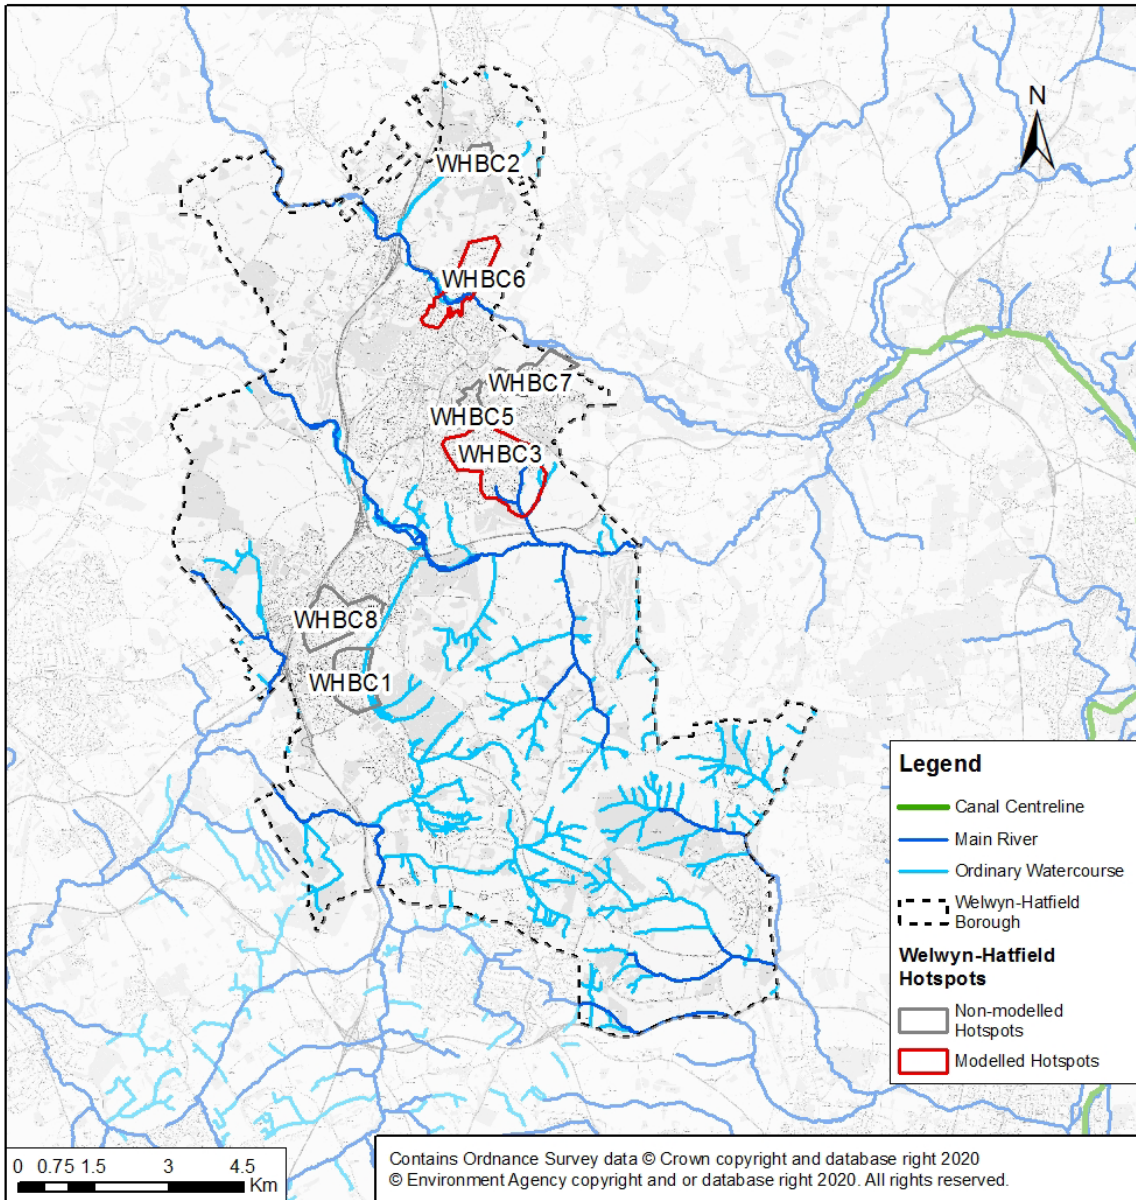 N
WHBC2
WHBC6
WHBC7
WHBC5
WHBC3
WHBC8
WHBC1
Legend
Canal Centreline
Main River
Ordinary Watercourse
Welwyn-Hatfield
Borough
Welwyn-Hatfield
Hotspots
Non-modelled
Hotspots
Modelled Hotspots
0 0.75 1.5 3 4.5
Km
Contains Ordnance Survey data © Crown copyright and database right 2020
© Environment Agency copyright and or database right 2020. All rights reserved.